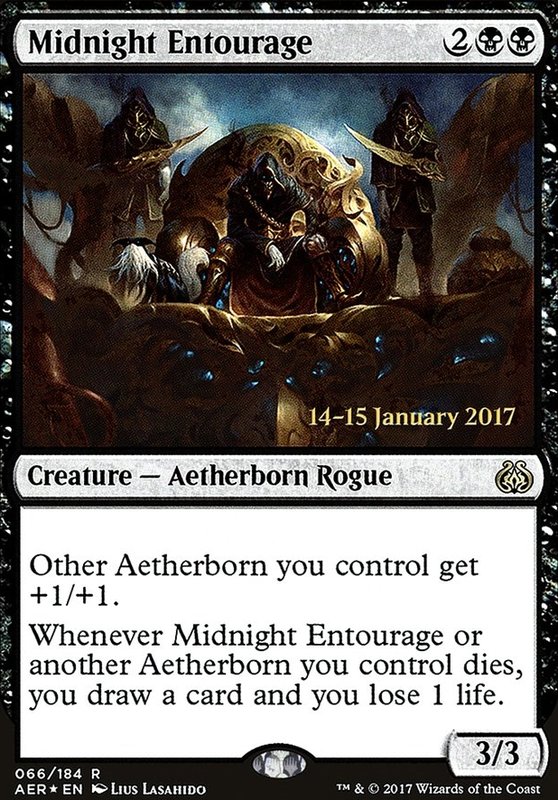 Midnight Entourage 2
14–15 January 2017
Creature — Aetherborn Rogue
Other Aetherborn you control get
+1/+1.
Whenever Midnight Entourage or
another Aetherborn you control dies,
you draw a card and you lose 1 life.
3/3
066/184 R
AER★EN Lius Lasahido
™ & © 2017 Wizards of the Coast